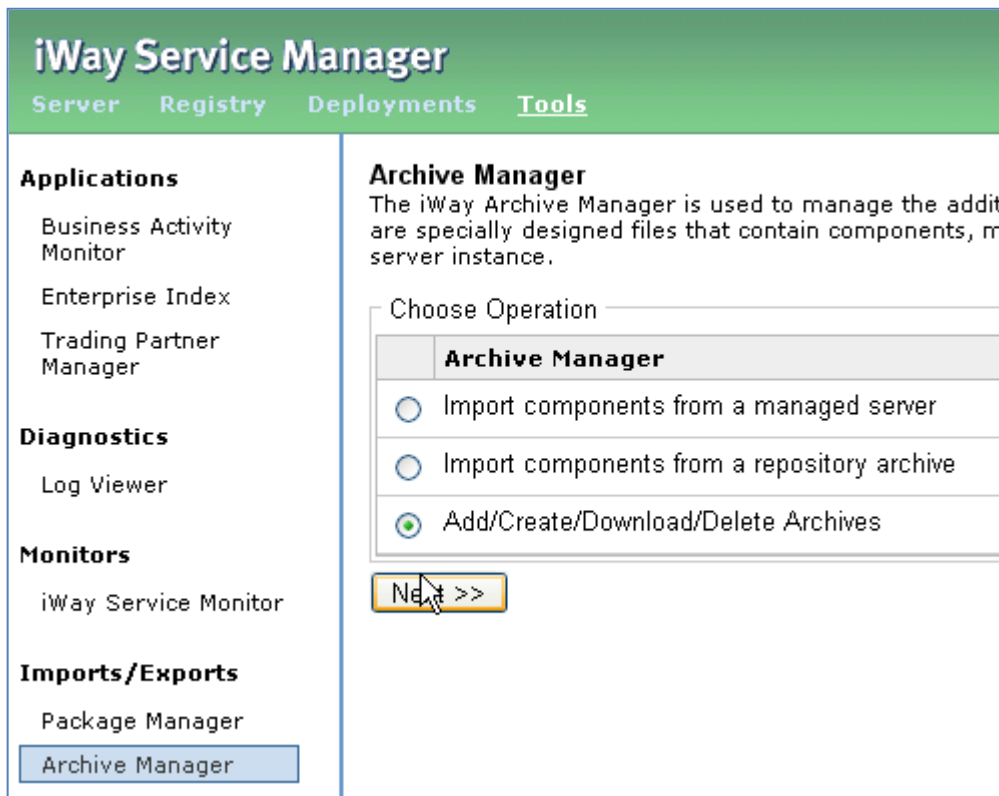 iWay Service Manager
Server Registry Deployments Tools
Applications
Business Activity
Monitor
Enterprise Index
Trading Partner
Manager
Diagnostics
Log Viewer
Monitors
iWay Service Monitor
Imports/Exports
Package Manager
Archive Manager
Archive Manager
The iWay Archive Manager is used to manage the
are specially designed files that contain components,
server instance.
Choose Operation
Archive Manager
Import components from a managed server
Import components from a repository archive
Add/Create/Download/Delete Archives
Next >>